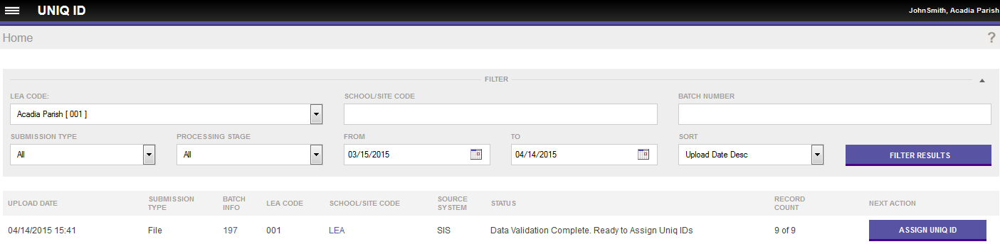 UNIQ ID
JohnSmith, Acadia Parish
Home
?
FILTER
LEA CODE:
SCHOOL/SITE CODE
BATCH NUMBER
Acadia Parish [ 001 ]
SUBMISSION TYPE
PROCESSING STAGE
FROM
TO
SORT
All
All
03/15/2015
04/14/2015
Upload Date Desc
FILTER RESULTS
UPLOAD DATE
SUBMISSION TYPE
BATCH INFO
LEA CODE
SCHOOL/SITE CODE
SOURCE SYSTEM
STATUS
RECORD COUNT
NEXT ACTION
04/14/2015 15:41
File
197
001
LEA
SIS
Data Validation Complete. Ready to Assign Uniq IDs
9 of 9
ASSIGN UNIQ ID